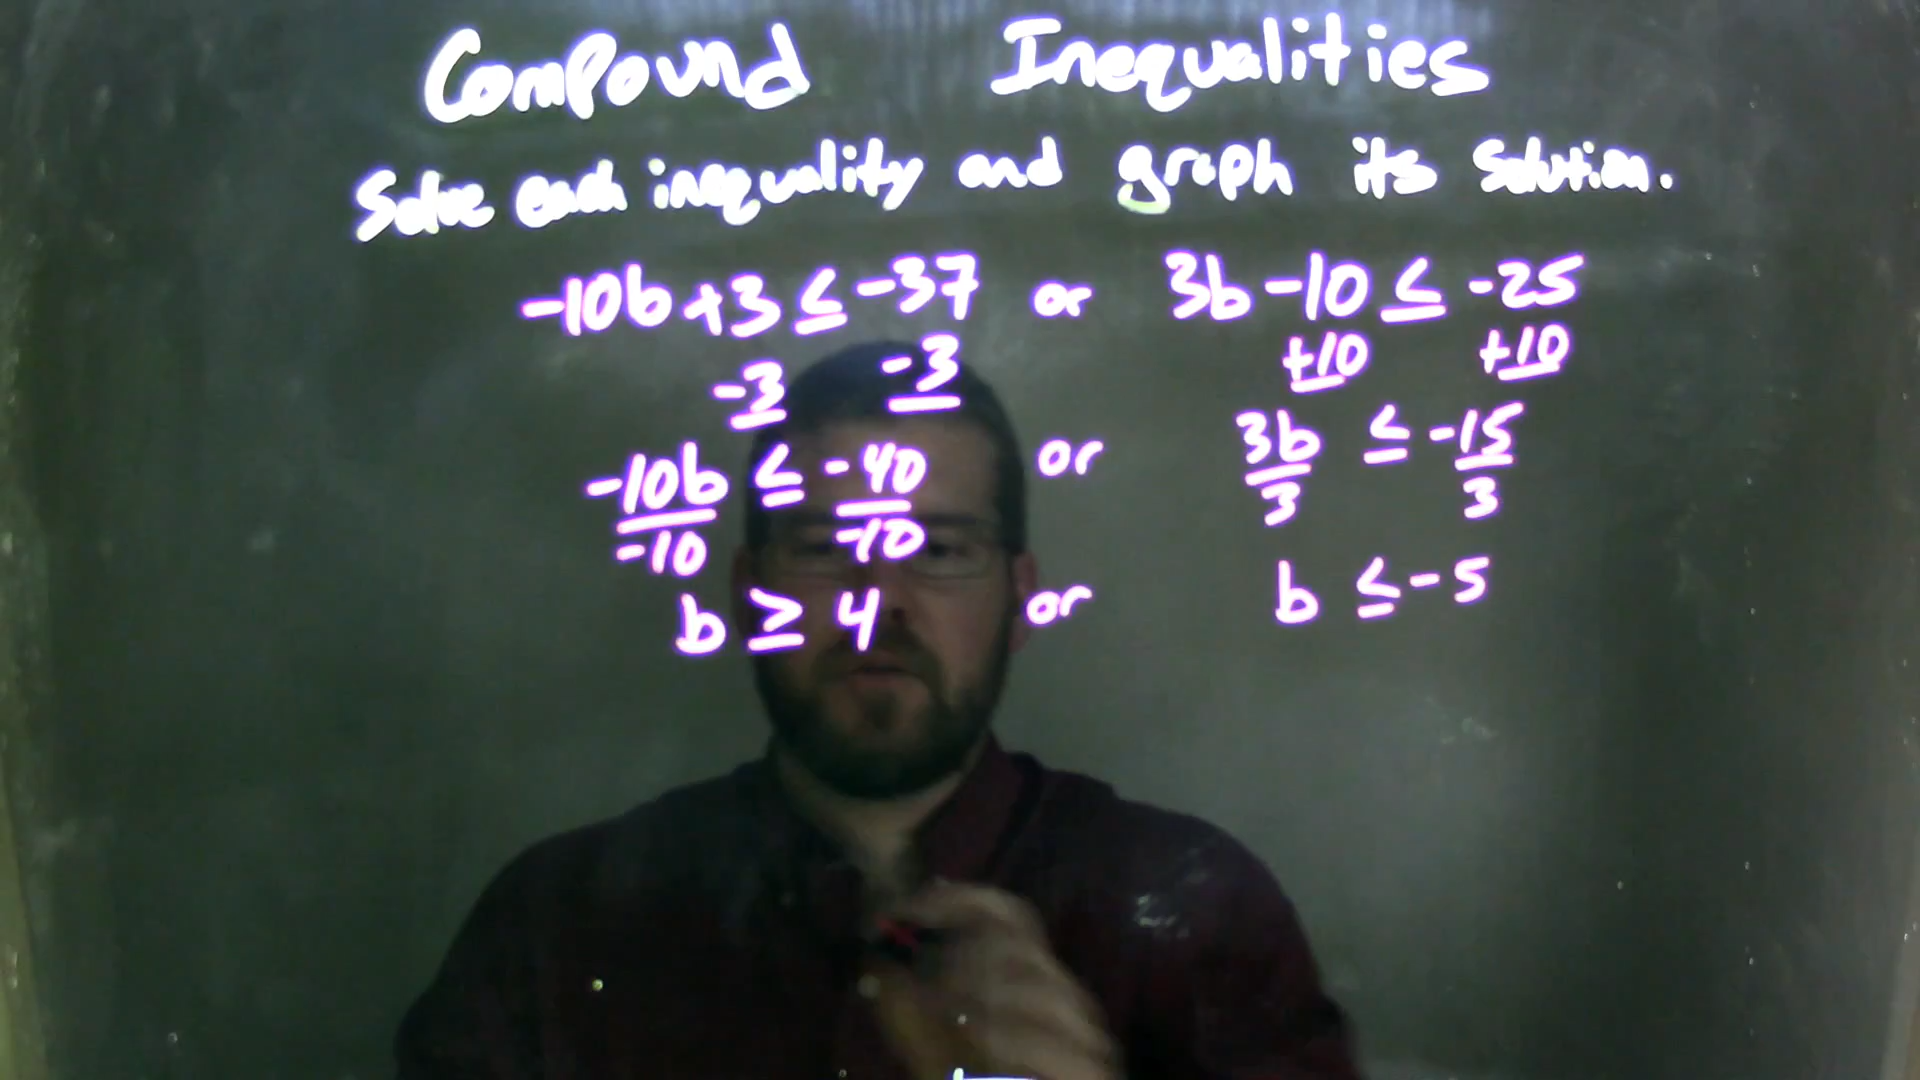 Compound Inequalities
Solve each inequality and graph its solution.
-10b +3 ≤ -37 or 3b -10 ≤ -25
-3 -3 +10 +10
-10b ≤ -40 or 3b ≤ -15
-10 -10 3 3
b ≥ 4 or b ≤ -5